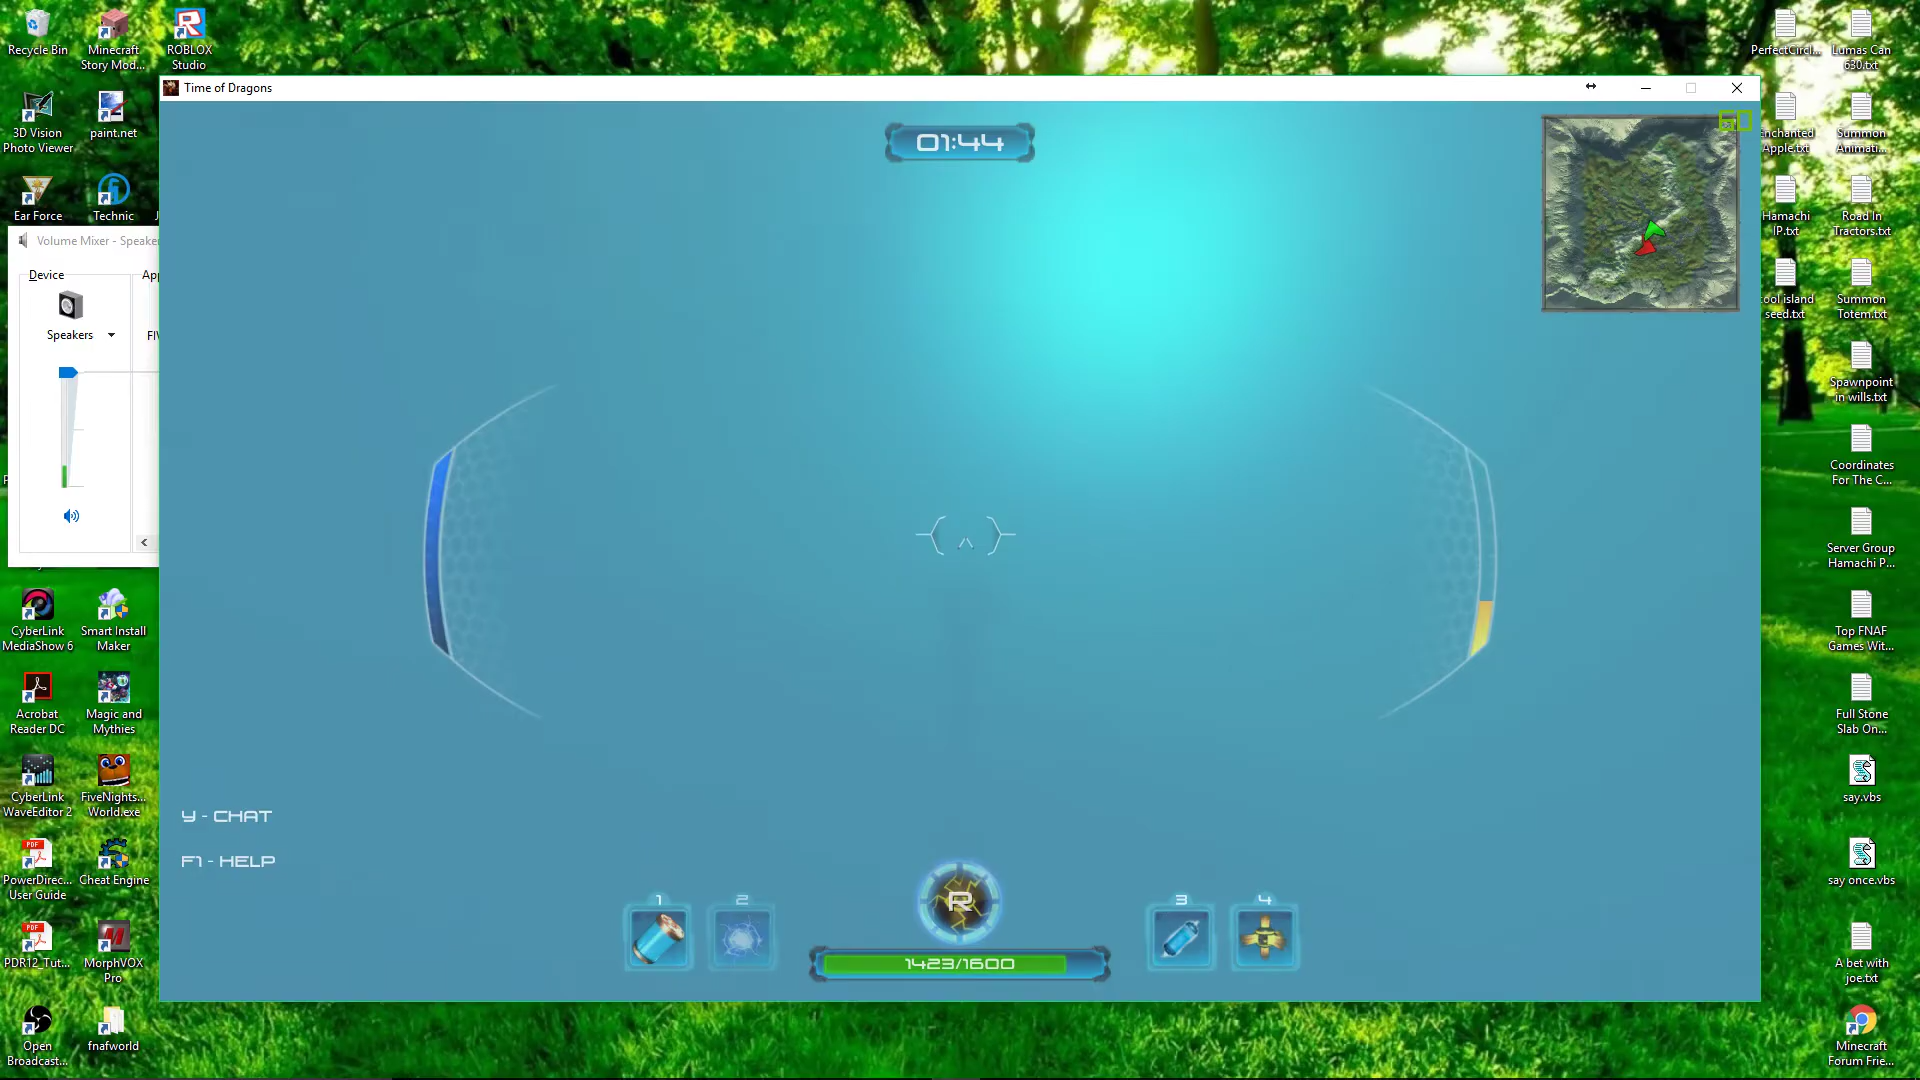 Recycle Bin
Minecraft
Story Mod...
ROBLOX
Studio
3D Vision
Photo Viewer
paint.net
Ear Force
Technic
Volume Mixer - Speake
Device
App
Speakers
Time of Dragons
01:44
60
Y - CHAT
F1 - HELP
1
2
R
3
4
1423/1600
CyberLink
MediaShow 6
Smart Install
Maker
Acrobat
Reader DC
Magic and
Mythies
CyberLink
WaveEditor 2
FiveNights...
World.exe
PowerDirec...
User Guide
Cheat Engine
PDR12_Tut...
MorphVOX
Pro
Open
Broadcast...
fnafworld
PerfectCircl...
Lumas Can
630.txt
Enchanted
Apple.txt
Summon
Animati...
Hamachi
IP.txt
Road In
Tractors.txt
ool island
seed.txt
Summon
Totem.txt
Spawnpoint
in wills.txt
Coordinates
For The C...
Server Group
Hamachi P...
Top FNAF
Games Wit...
Full Stone
Slab On...
say.vbs
say once.vbs
A bet with
joe.txt
Minecraft
Forum Frie...